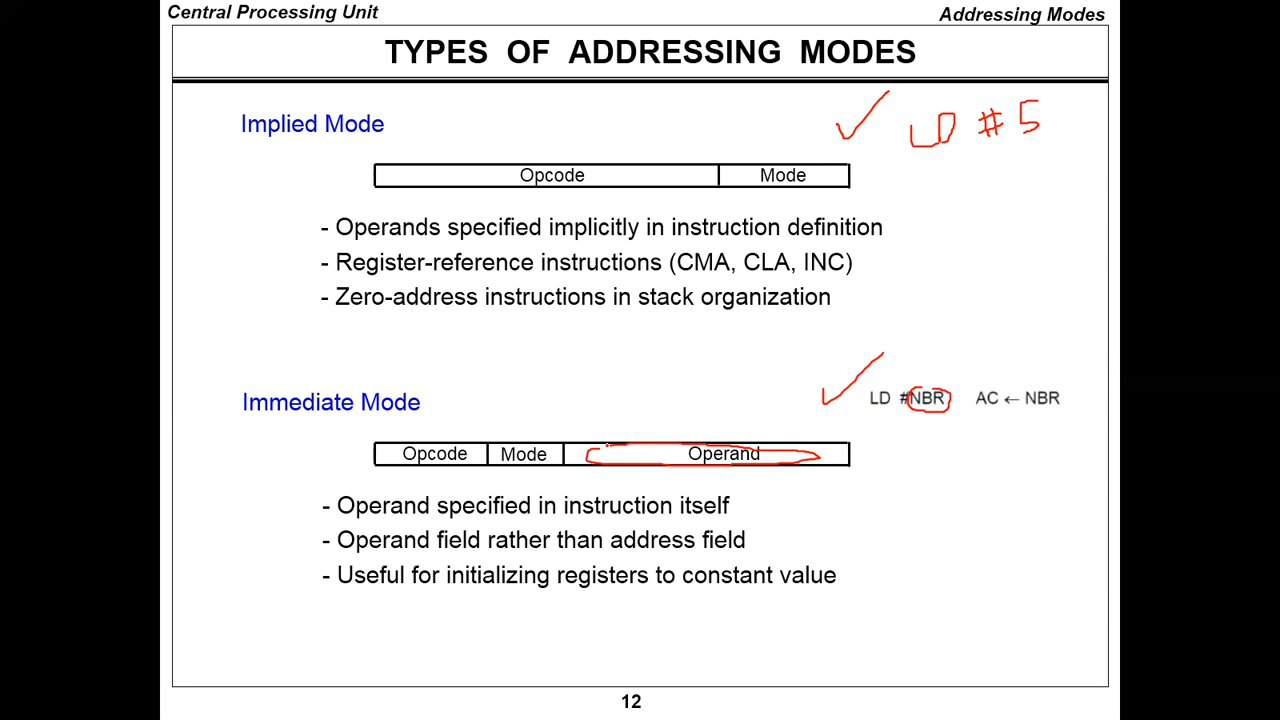 Central Processing Unit
Addressing Modes
TYPES OF ADDRESSING MODES
Implied Mode
LD #5
Opcode Mode
- Operands specified implicitly in instruction definition
- Register-reference instructions (CMA, CLA, INC)
- Zero-address instructions in stack organization
Immediate Mode
LD #NBR AC ← NBR
Opcode Mode Operand
- Operand specified in instruction itself
- Operand field rather than address field
- Useful for initializing registers to constant value
12